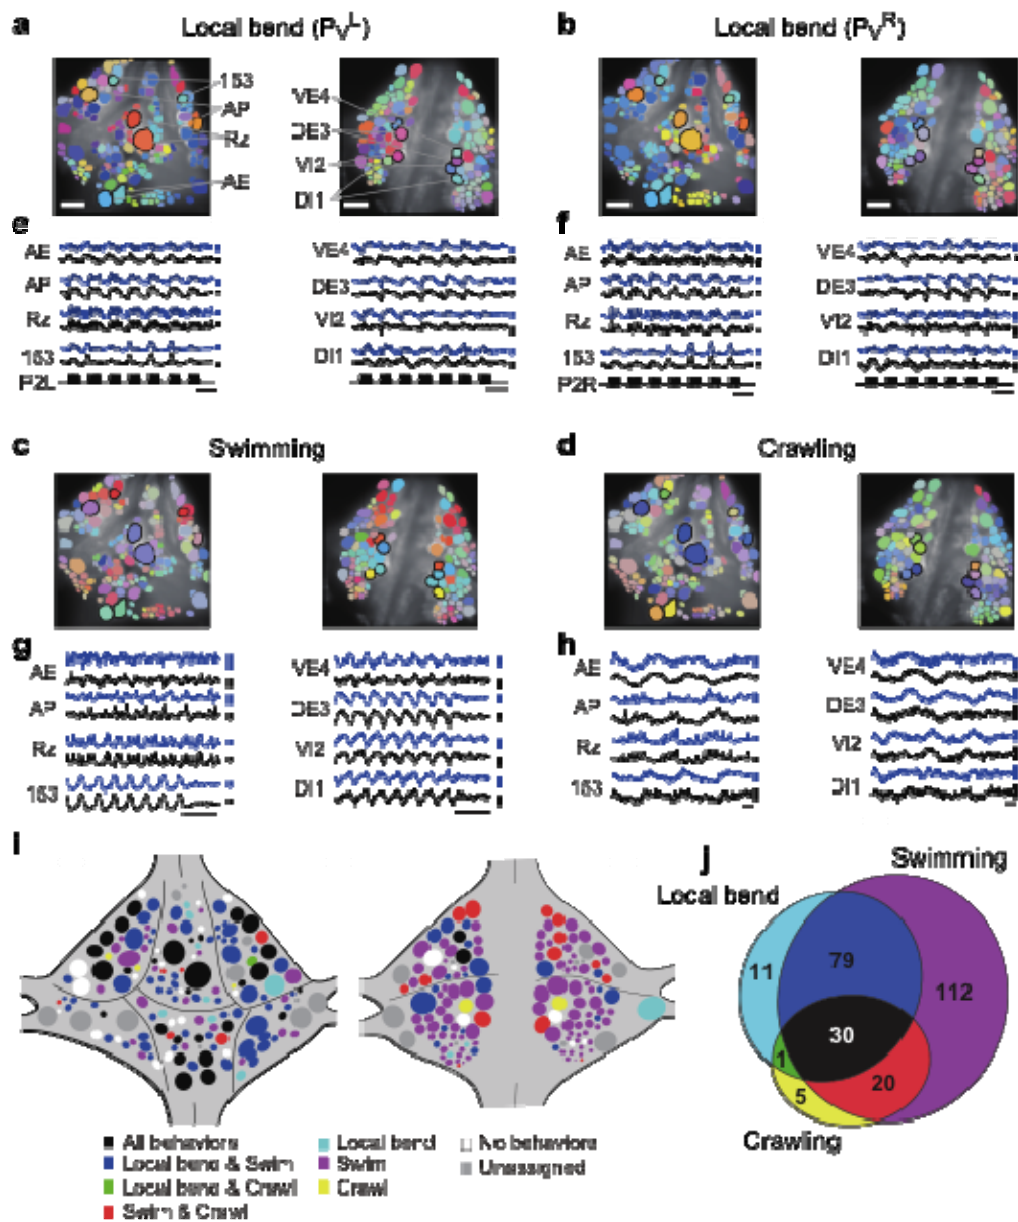 a Local bend (PvL)
b Local bend (PvR)
153
AP
Rz
AE
VE4
DE3
VI2
DI1
e
AE
AP
Rz
153
P2L
VE4
DE3
VI2
DI1
f
AE
AP
Rz
153
P2R
VE4
DE3
VI2
DI1
c Swimming
d Crawling
g
AE
AP
Rz
153
VE4
DE3
VI2
DI1
h
AE
AP
Rz
153
VE4
DE3
VI2
DI1
i
j
Swimming
Local bend
11
79
112
30
1
20
5
Crawling
All behaviors
Local bend & Swim
Local bend & Crawl
Swim & Crawl
Local bend
Swim
Crawl
No behaviors
Unassigned